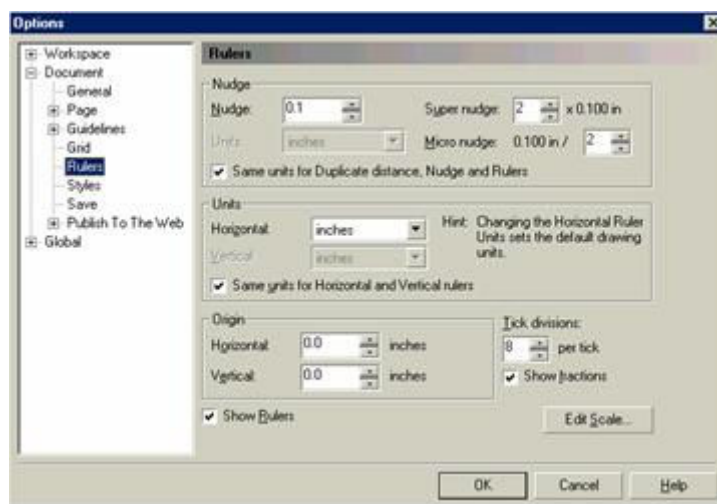 Options
Workspace
Document
General
Page
Guidelines
Grid
Rulers
Styles
Save
Publish To The Web
Global
Rulers
Nudge
Nudge: 0.1 Super nudge: 2 x 0.100 in
Units: inches Micro nudge: 0.100 in / 2
Same units for Duplicate distance, Nudge and Rulers
Units
Horizontal: inches Hint: Changing the Horizontal Ruler
Units sets the default drawing
Vertical: inches units.
Same units for Horizontal and Vertical rulers
Origin
Tick divisions:
Horizontal: 0.0 inches 8 per tick
Vertical: 0.0 inches Show fractions
Show Rulers Edit Scale...
OK Cancel Help